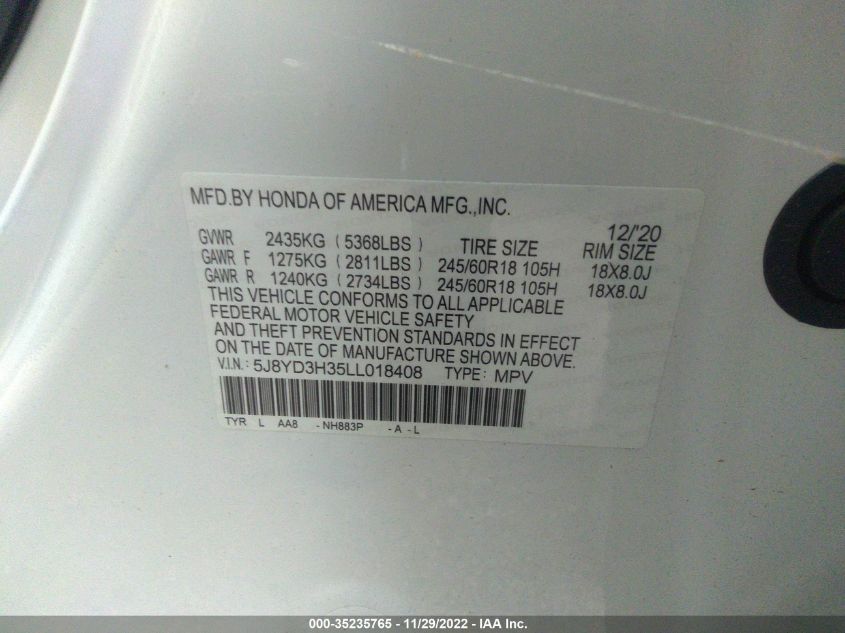 MFD.BY HONDA OF AMERICA MFG.,INC.
12/'20
GVWR 2435KG ( 5368LBS ) TIRE SIZE RIM SIZE
GAWR F 1275KG ( 2811LBS ) 245/60R18 105H 18X8.0J
GAWR R 1240KG ( 2734LBS ) 245/60R18 105H 18X8.0J
THIS VEHICLE CONFORMS TO ALL APPLICABLE
FEDERAL MOTOR VEHICLE SAFETY
AND THEFT PREVENTION STANDARDS IN EFFECT
ON THE DATE OF MANUFACTURE SHOWN ABOVE.
V.I.N.: 5J8YD3H35LL018408 TYPE: MPV
TYR L AA8 - NH883P - A - L
000-35235765 - 11/29/2022 - IAA Inc.